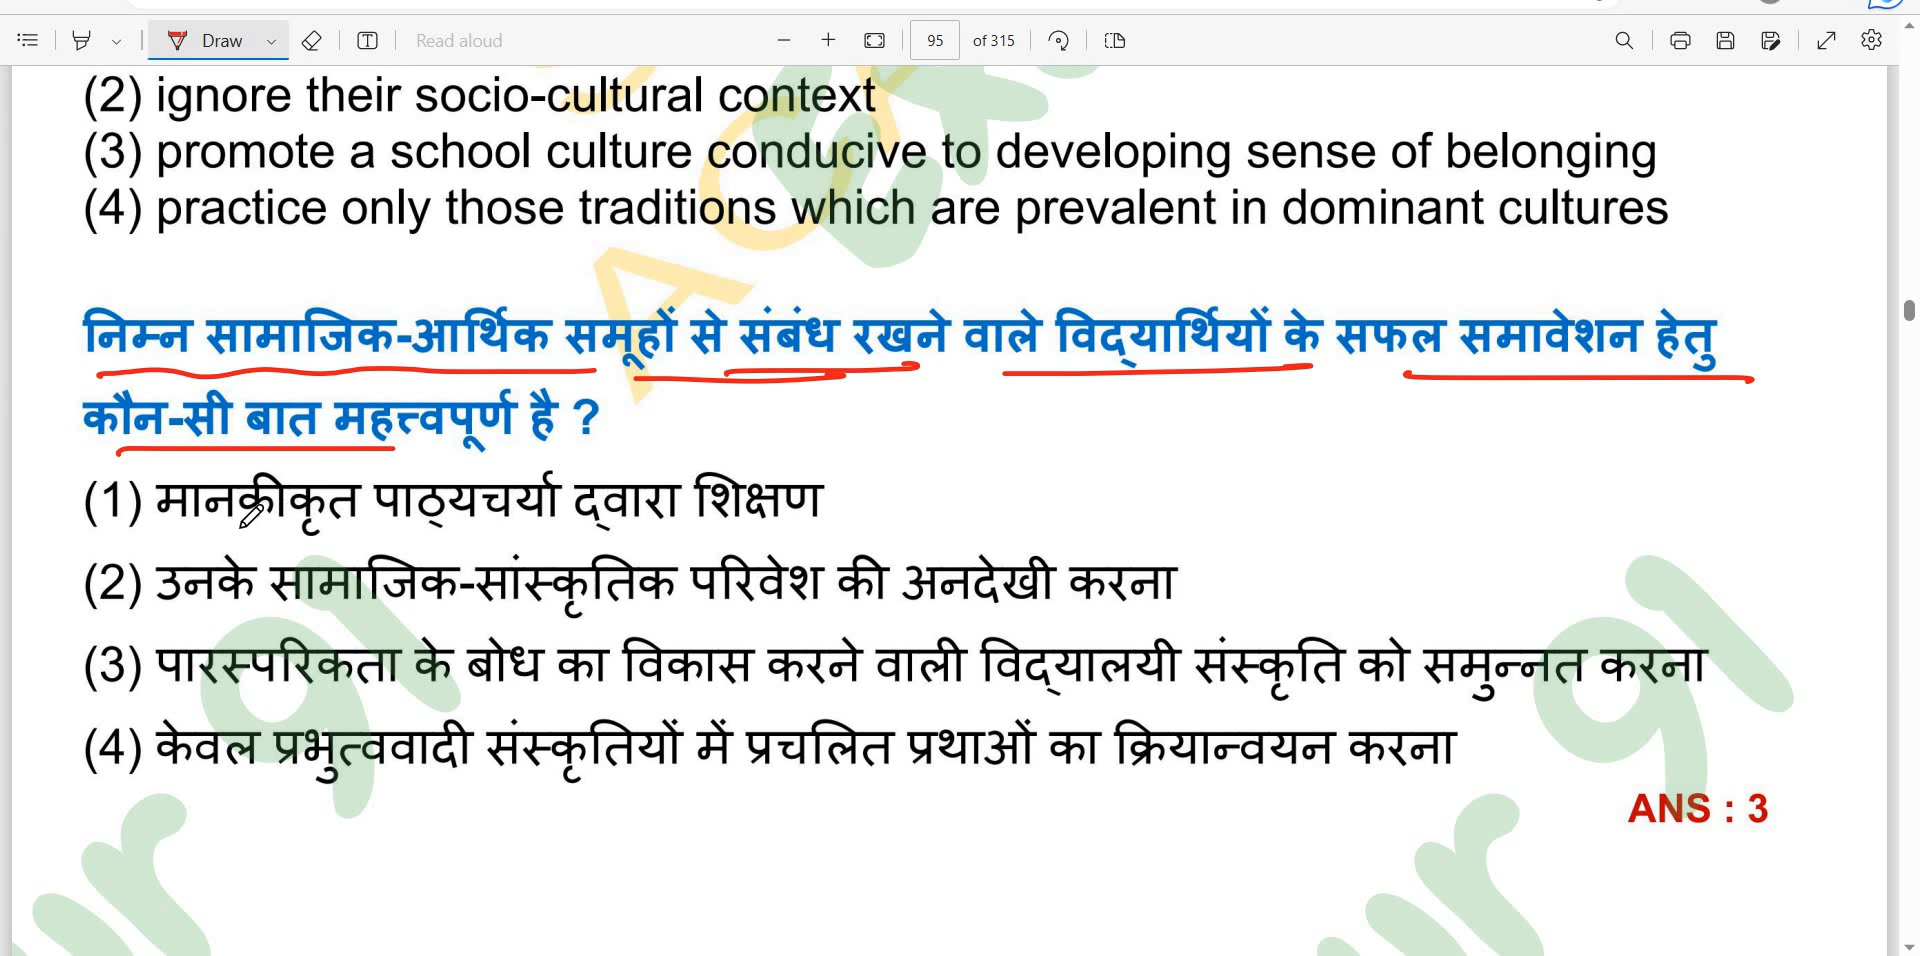 Draw
Read aloud
95
of 315
(2) ignore their socio-cultural context
(3) promote a school culture conducive to developing sense of belonging
(4) practice only those traditions which are prevalent in dominant cultures
निम्न सामाजिक-आर्थिक समूहों से संबंध रखने वाले विद्यार्थियों के सफल समावेशन हेतु
कौन-सी बात महत्त्वपूर्ण है ?
(1) मानकीकृत पाठ्यचर्या द्वारा शिक्षण
(2) उनके सामाजिक-सांस्कृतिक परिवेश की अनदेखी करना
(3) पारस्परिकता के बोध का विकास करने वाली विद्यालयी संस्कृति को समुन्नत करना
(4) केवल प्रभुत्ववादी संस्कृतियों में प्रचलित प्रथाओं का क्रियान्वयन करना
ANS : 3